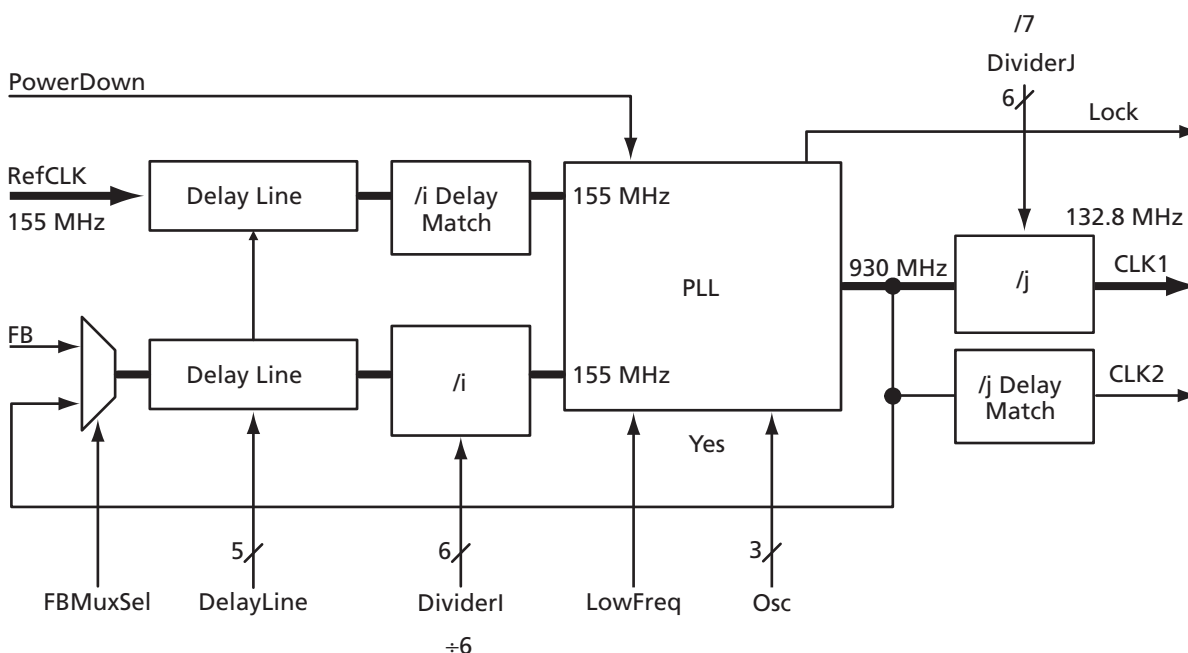 /7
DividerJ
6
PowerDown
Lock
RefCLK
155 MHz
Delay Line
/i Delay
Match
155 MHz
PLL
930 MHz
/j
132.8 MHz
CLK1
FB
Delay Line
/i
155 MHz
/j Delay
Match
CLK2
Yes
5
6
3
FBMuxSel
DelayLine
DividerI
LowFreq
Osc
÷6